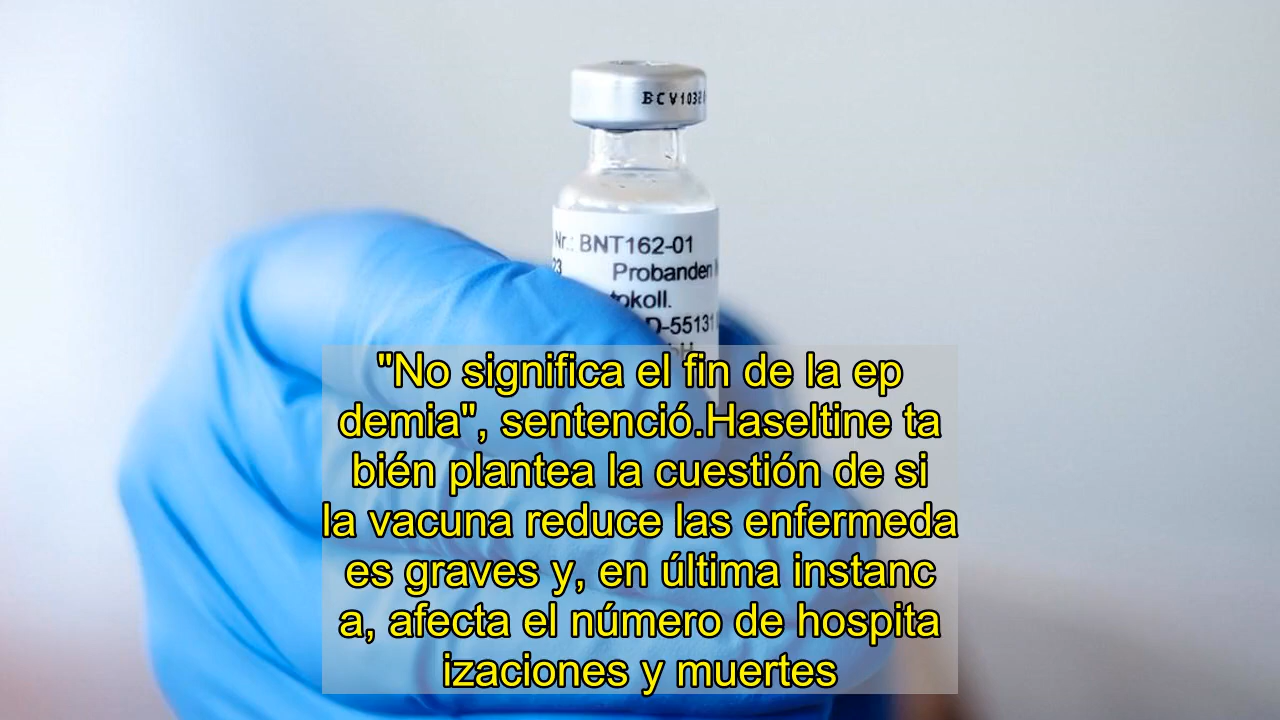 BCV103
Nr.: BNT162-01
23 Probanden
tokoll.
D-55131
bH
"No significa el fin de la ep
demia", sentenció.Haseltine ta
bién plantea la cuestión de si
la vacuna reduce las enfermeda
es graves y, en última instanc
a, afecta el número de hospita
izaciones y muertes